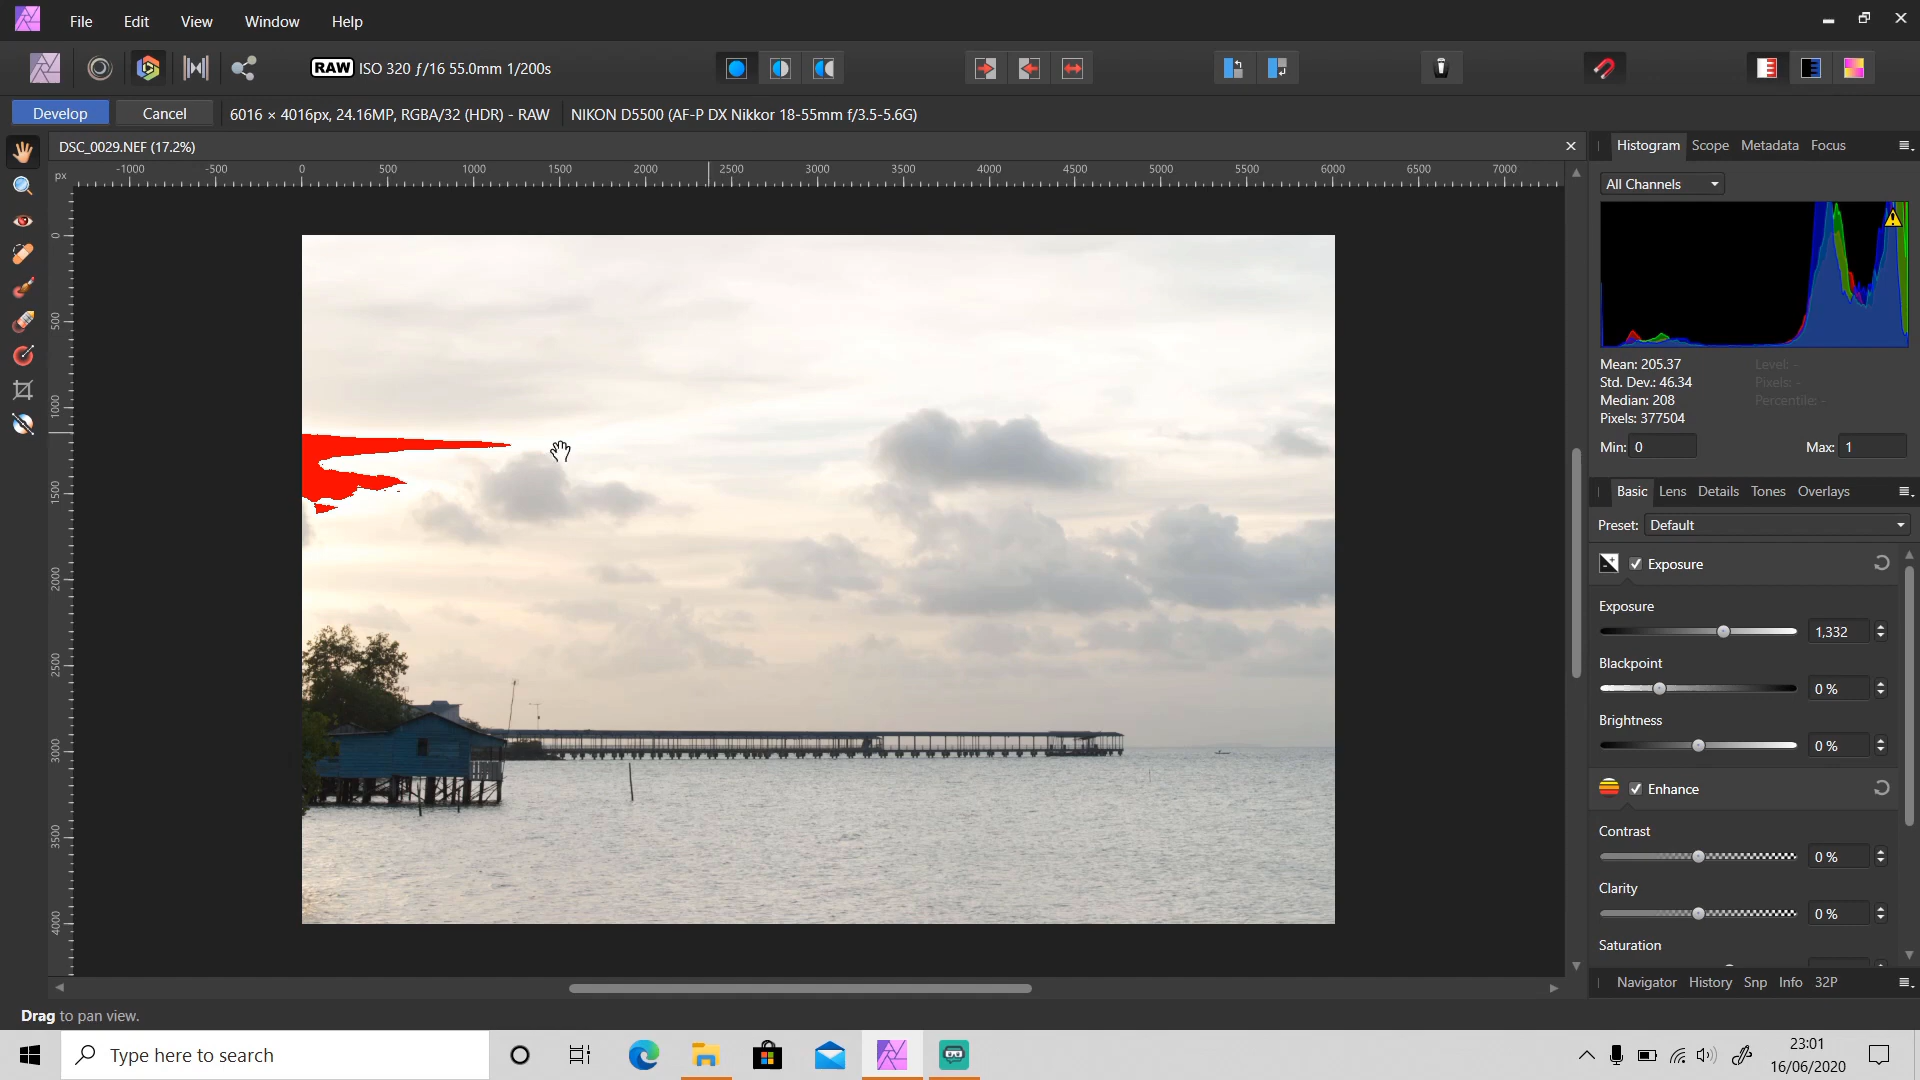 File Edit View Window Help
RAW ISO 320 ƒ/16 55.0mm 1/200s
Develop Cancel 6016 × 4016px, 24.16MP, RGBA/32 (HDR) - RAW NIKON D5500 (AF-P DX Nikkor 18-55mm f/3.5-5.6G)
DSC_0029.NEF (17.2%)
px -1000 -500 0 500 1000 1500 2000 2500 3000 3500 4000 4500 5000 5500 6000 6500 7000
0
500
1000
1500
2000
2500
3000
3500
4000
Histogram Scope Metadata Focus
All Channels
Mean: 205.37 Level: -
Std. Dev.: 46.34 Pixels: -
Median: 208 Percentile: -
Pixels: 377504
Min: 0 Max: 1
Basic Lens Details Tones Overlays
Preset: Default
Exposure
Exposure
1,332
Blackpoint
0 %
Brightness
0 %
Enhance
Contrast
0 %
Clarity
0 %
Saturation
Navigator History Snp Info 32P
Drag to pan view.
Type here to search
23:01
16/06/2020